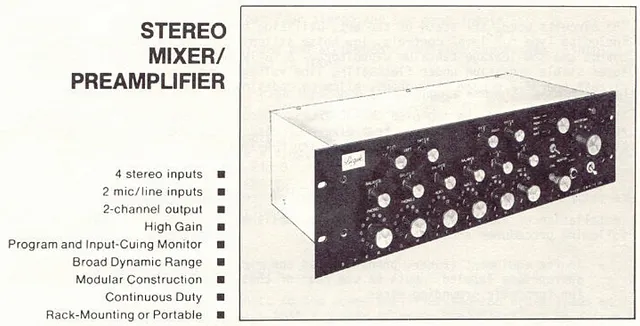 STEREO
MIXER/
PREAMPLIFIER
4 stereo inputs ■
2 mic/line inputs ■
2-channel output ■
High Gain ■
Program and Input-Cuing Monitor ■
Broad Dynamic Range ■
Modular Construction ■
Continuous Duty ■
Rack-Mounting or Portable ■